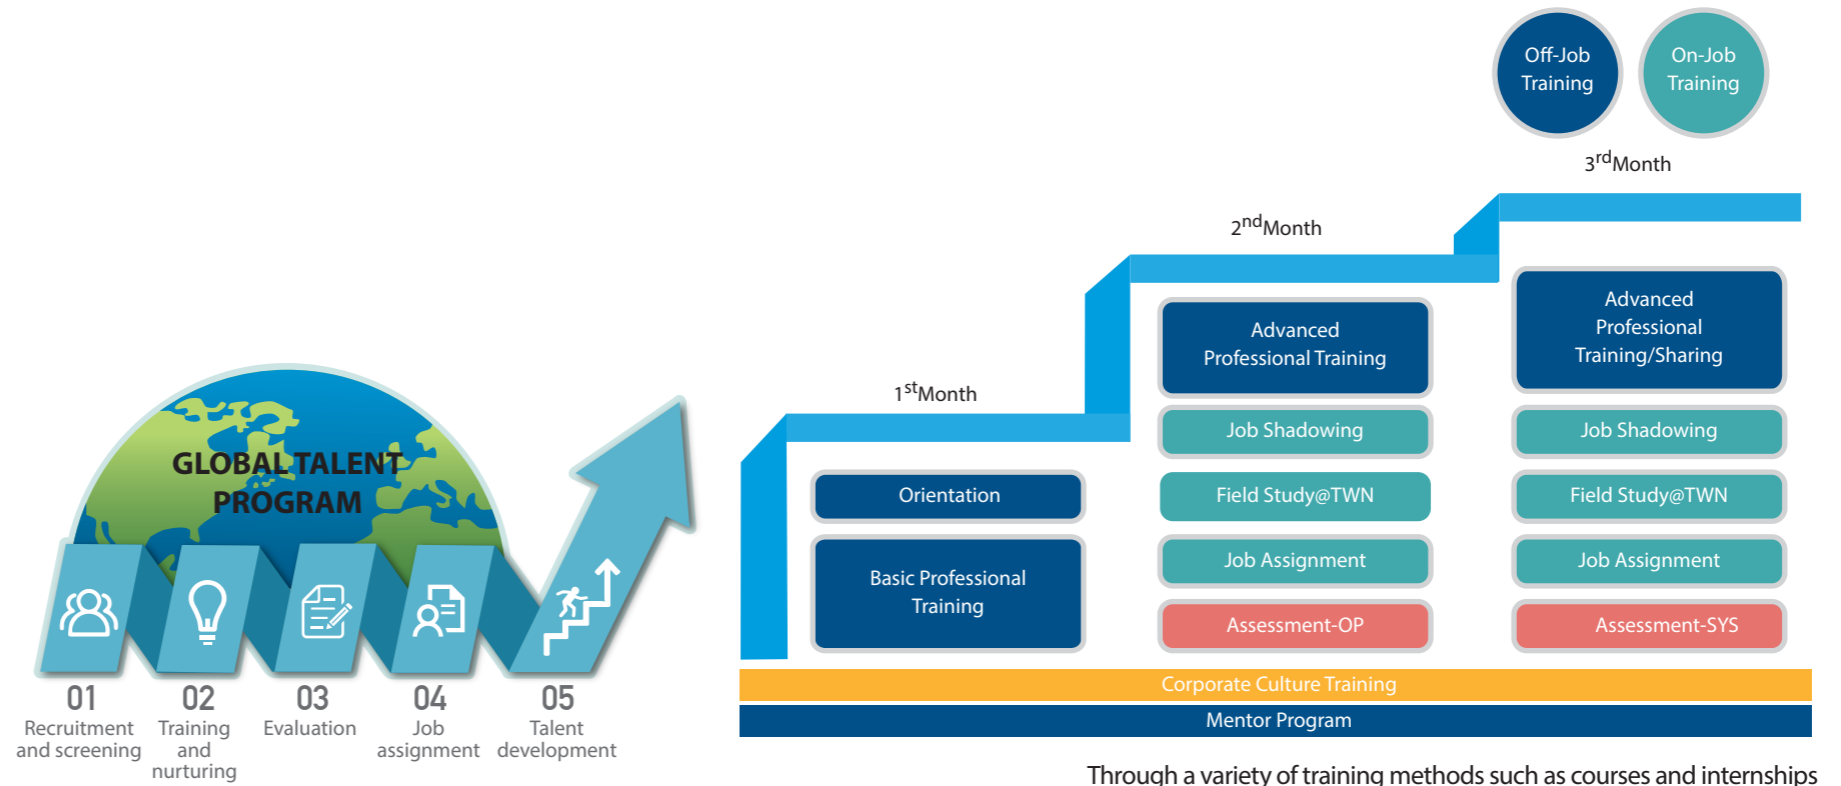 GLOBAL TALENT
PROGRAM
01
Recruitment
and screening
02
Training
and
nurturing
03
Evaluation
04
Job
assignment
05
Talent
development
Off-Job
Training
On-Job
Training
1stMonth
Orientation
Basic Professional
Training
2ndMonth
Advanced
Professional Training
Job Shadowing
Field Study@TWN
Job Assignment
Assessment-OP
3rdMonth
Advanced
Professional
Training/Sharing
Job Shadowing
Field Study@TWN
Job Assignment
Assessment-SYS
Corporate Culture Training
Mentor Program
Through a variety of training methods such as courses and internships